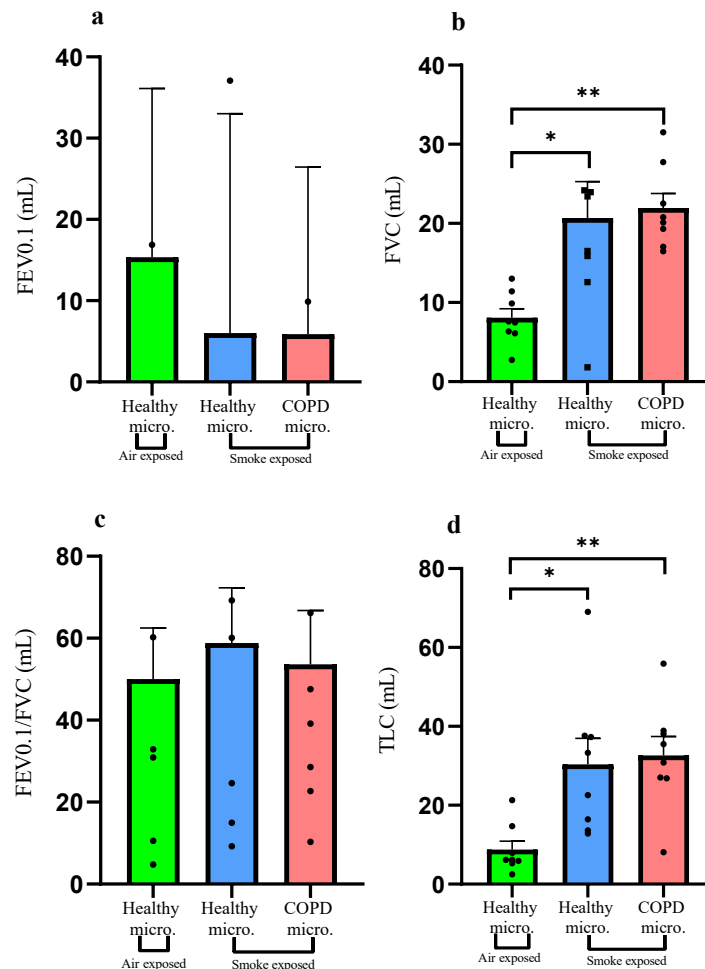 a
FEV0.1 (mL)
40
30
20
10
0
Healthy micro.
Healthy micro.
COPD micro.
Air exposed
Smoke exposed
b
FVC (mL)
40
30
20
10
0
*
**
Healthy micro.
Healthy micro.
COPD micro.
Air exposed
Smoke exposed
c
FEV0.1/FVC (mL)
80
60
40
20
0
Healthy micro.
Healthy micro.
COPD micro.
Air exposed
Smoke exposed
d
TLC (mL)
80
60
40
20
0
*
**
Healthy micro.
Healthy micro.
COPD micro.
Air exposed
Smoke exposed